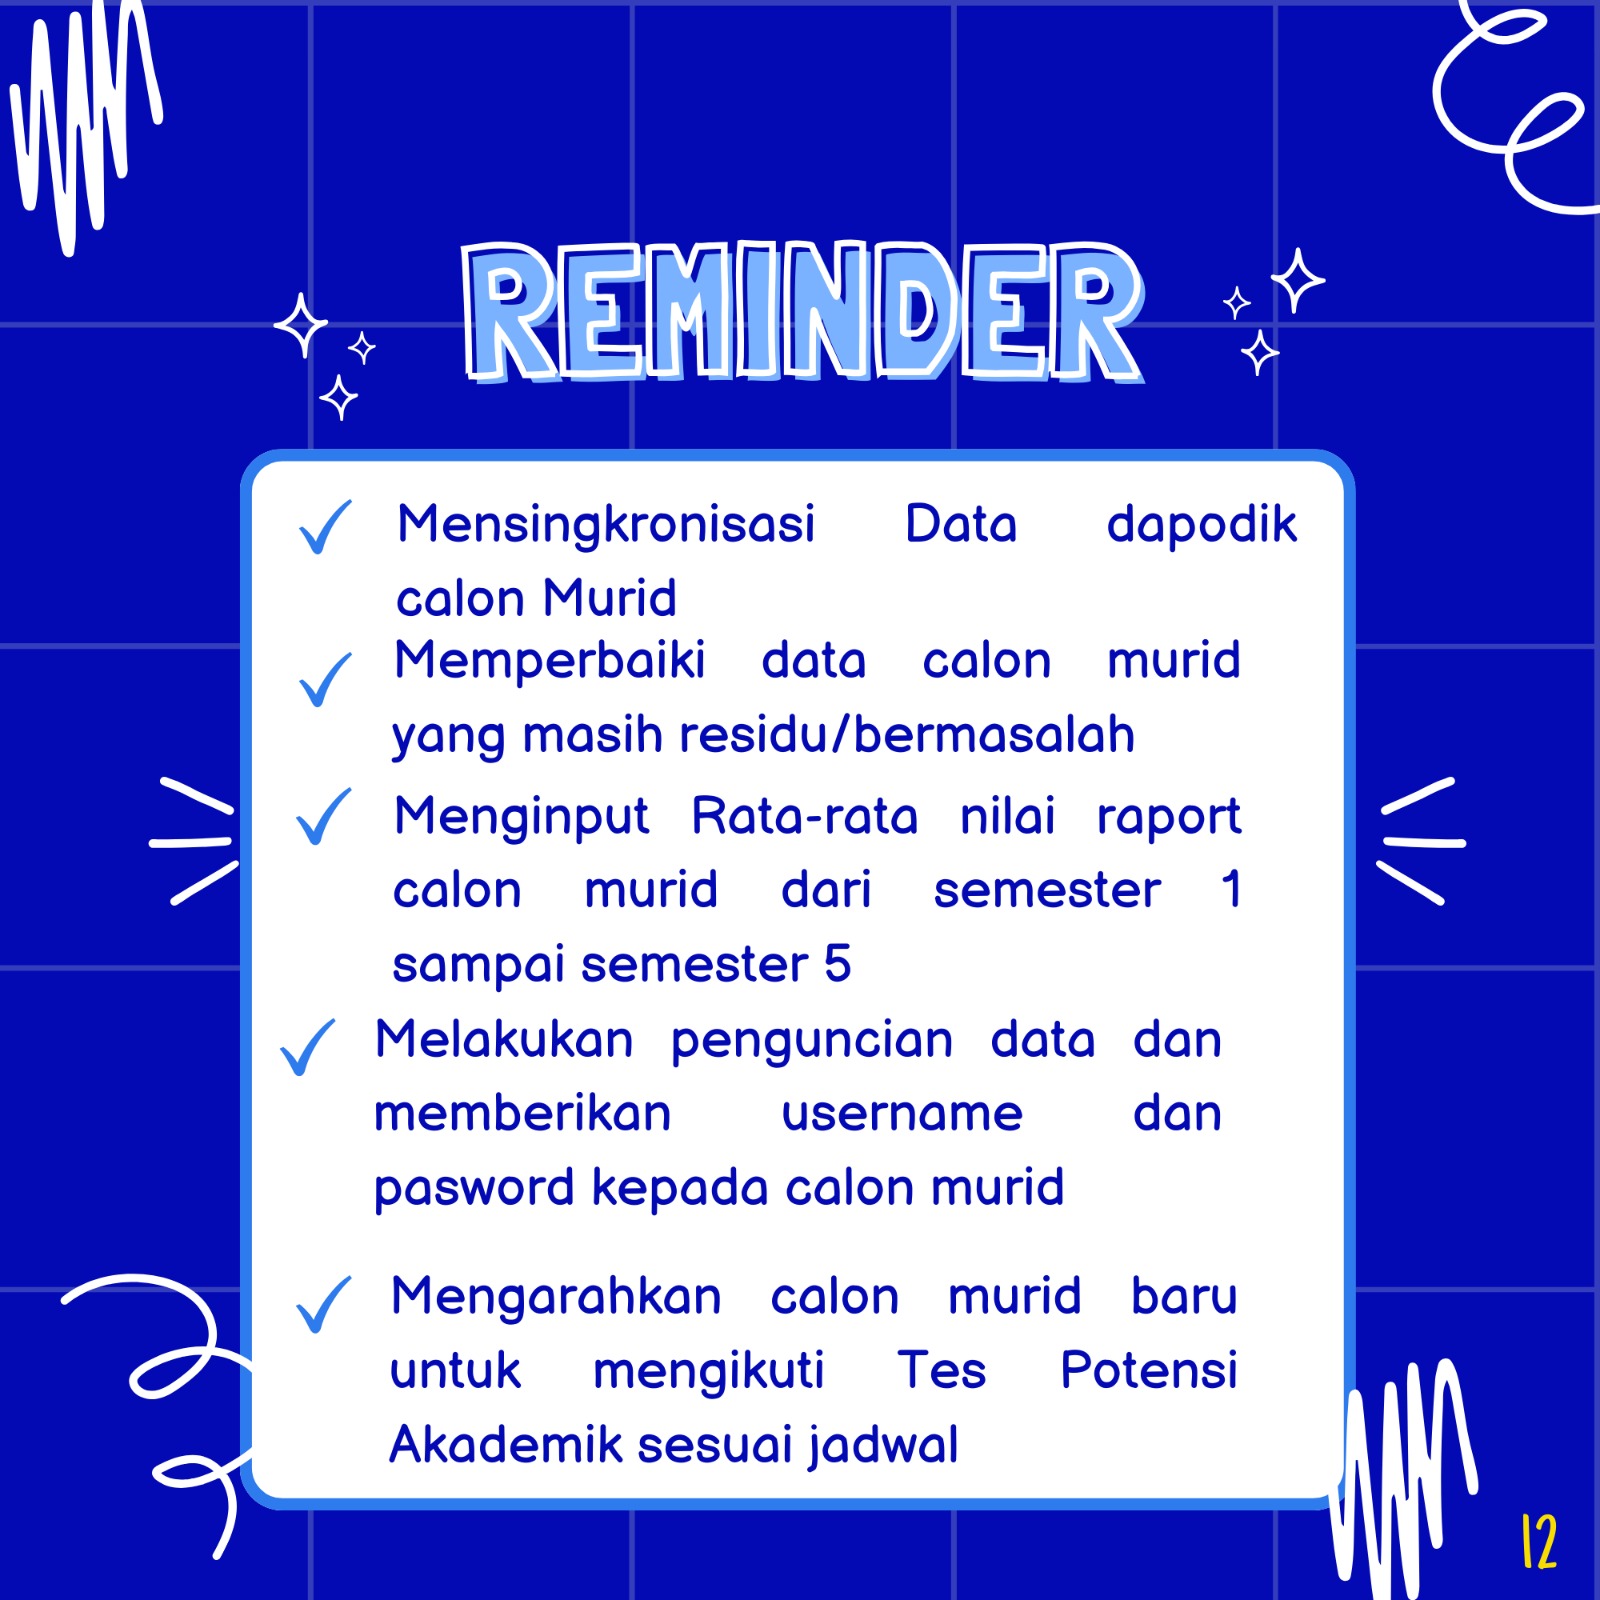 REMINDER
Mensingkronisasi Data dapodik
calon Murid
Memperbaiki data calon murid
yang masih residu/bermasalah
Menginput Rata-rata nilai raport
calon murid dari semester 1
sampai semester 5
Melakukan penguncian data dan
memberikan username dan
pasword kepada calon murid
Mengarahkan calon murid baru
untuk mengikuti Tes Potensi
Akademik sesuai jadwal
12